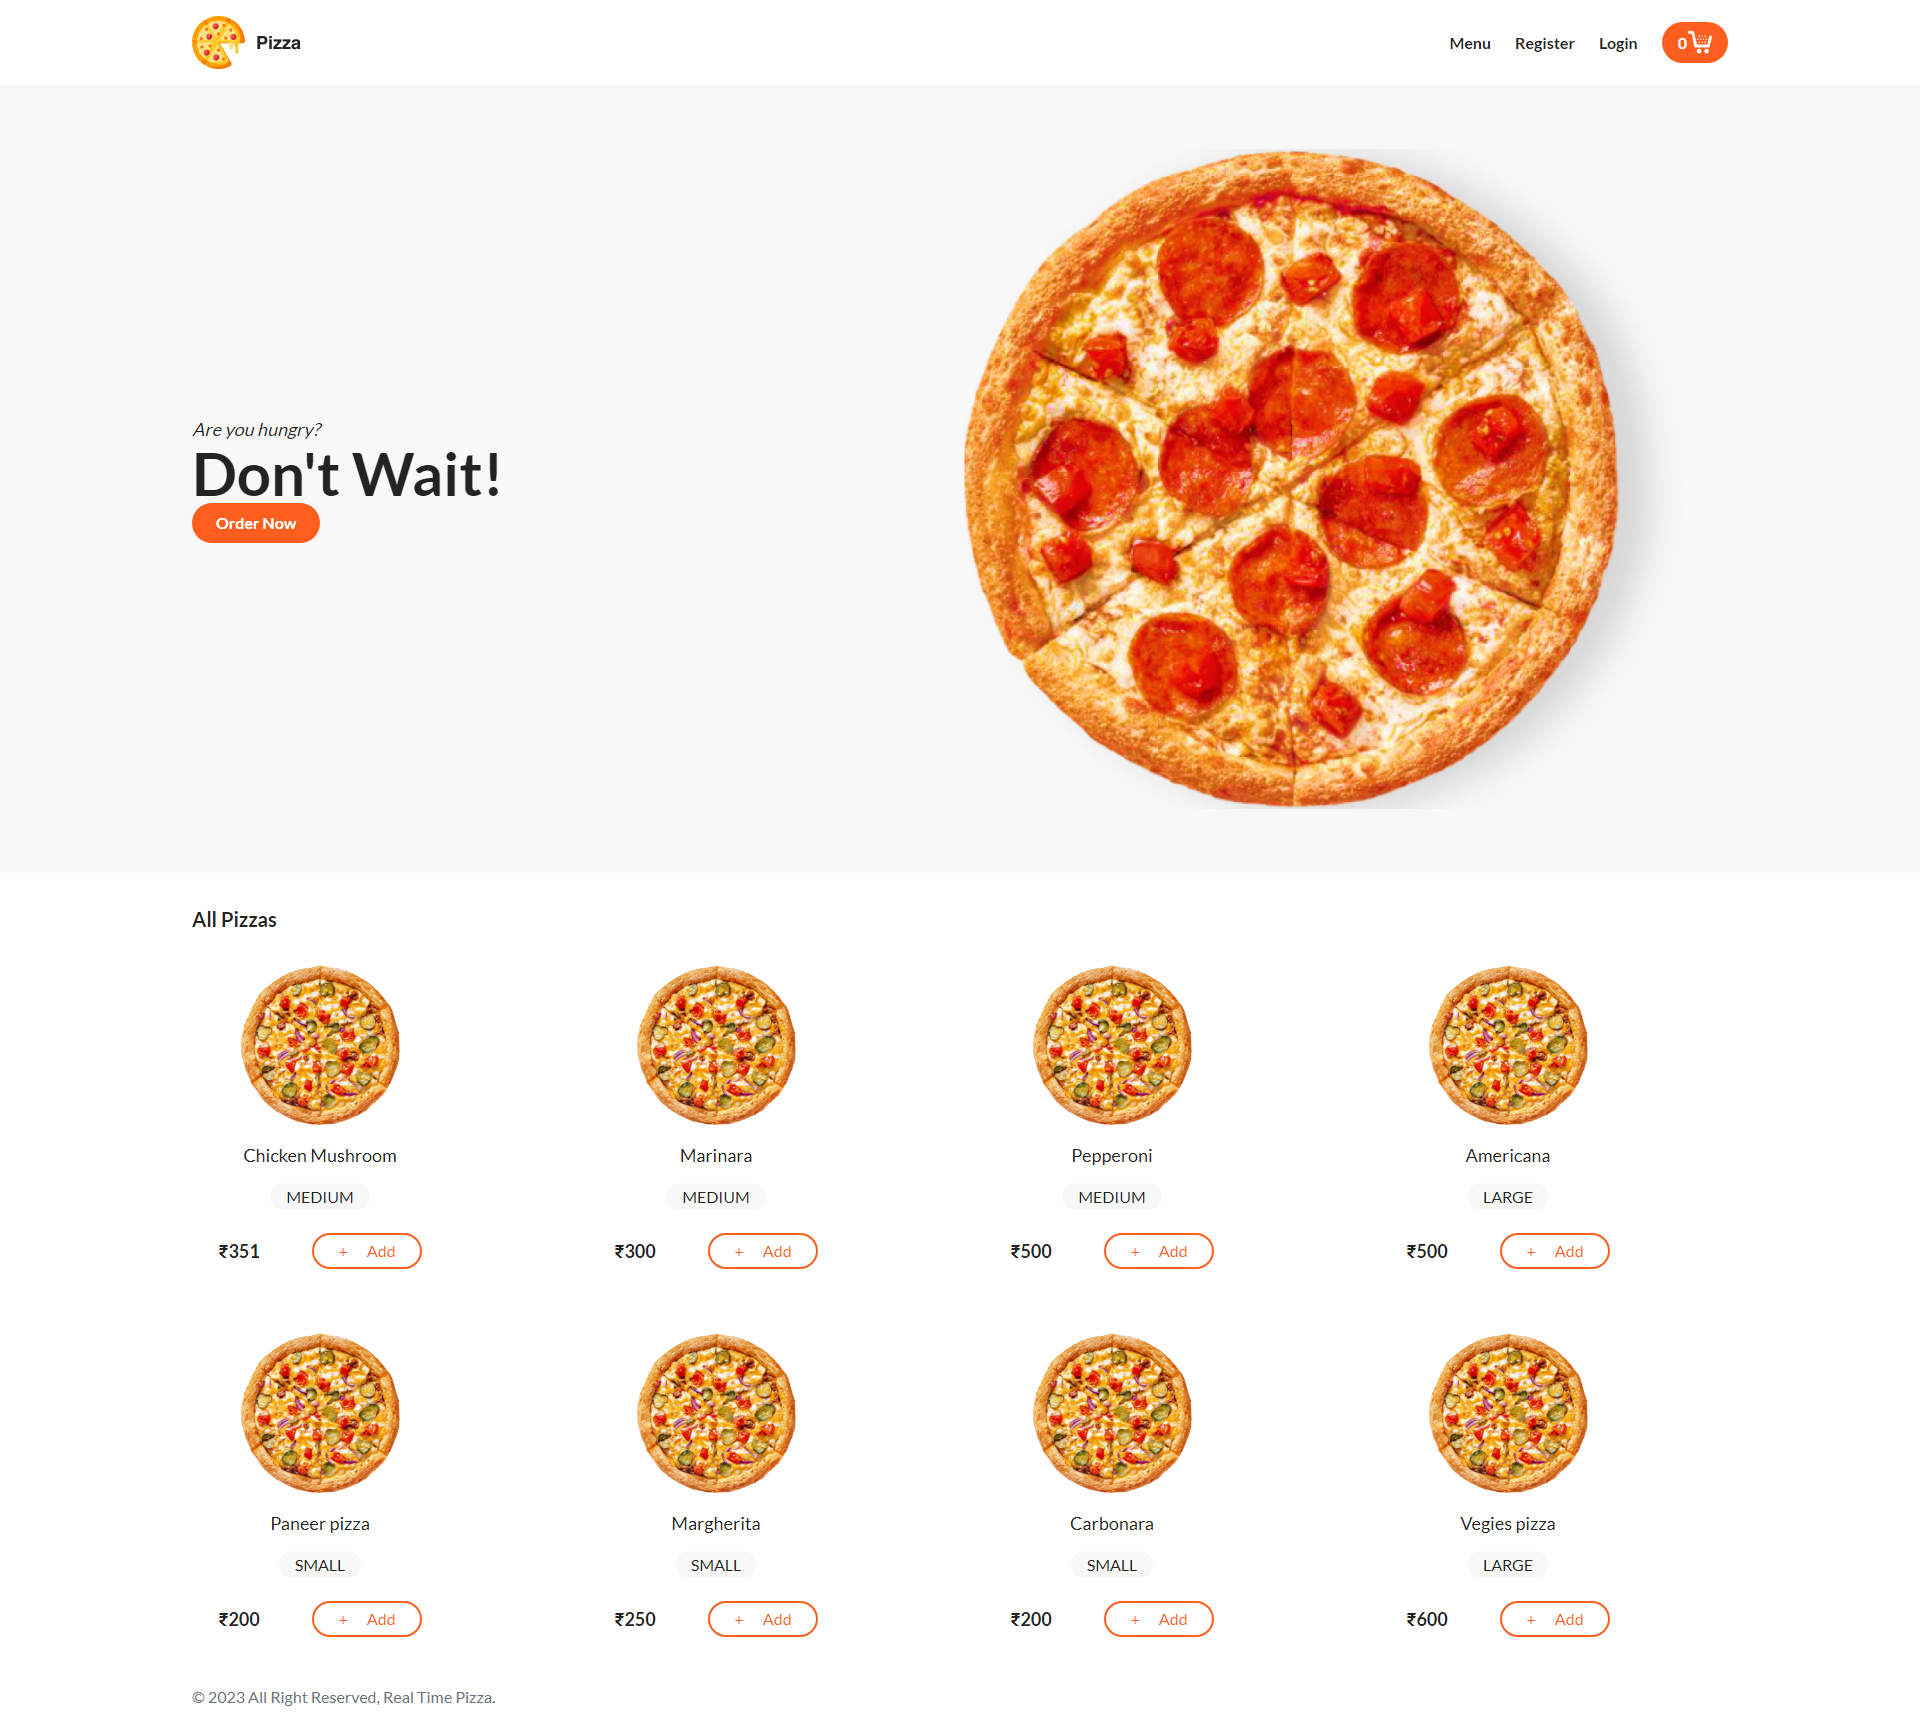 Pizza
Menu Register Login 0
Are you hungry?
Don't Wait!
Order Now
All Pizzas
Chicken Mushroom Marinara Pepperoni Americana
MEDIUM MEDIUM MEDIUM LARGE
₹351 + Add ₹300 + Add ₹500 + Add ₹500 + Add
Paneer pizza Margherita Carbonara Vegies pizza
SMALL SMALL SMALL LARGE
₹200 + Add ₹250 + Add ₹200 + Add ₹600 + Add
© 2023 All Right Reserved, Real Time Pizza.